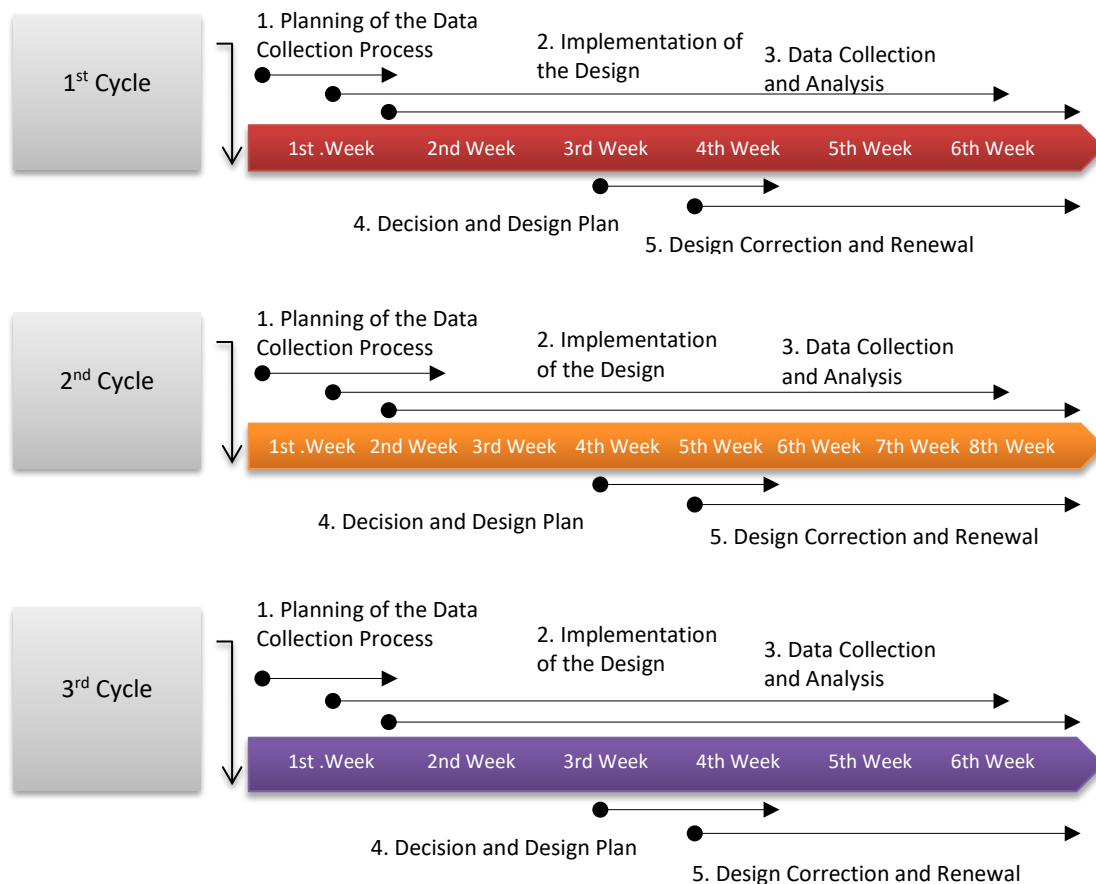 1. Planning of the Data
Collection Process
2. Implementation of
the Design
3. Data Collection
and Analysis
1st Cycle
1st .Week 2nd Week 3rd Week 4th Week 5th Week 6th Week
4. Decision and Design Plan
5. Design Correction and Renewal
1. Planning of the Data
Collection Process
2. Implementation
of the Design
3. Data Collection
and Analysis
2nd Cycle
1st .Week 2nd Week 3rd Week 4th Week 5th Week 6th Week 7th Week 8th Week
4. Decision and Design Plan
5. Design Correction and Renewal
1. Planning of the Data
Collection Process
2. Implementation
of the Design
3. Data Collection
and Analysis
3rd Cycle
1st .Week 2nd Week 3rd Week 4th Week 5th Week 6th Week
4. Decision and Design Plan
5. Design Correction and Renewal